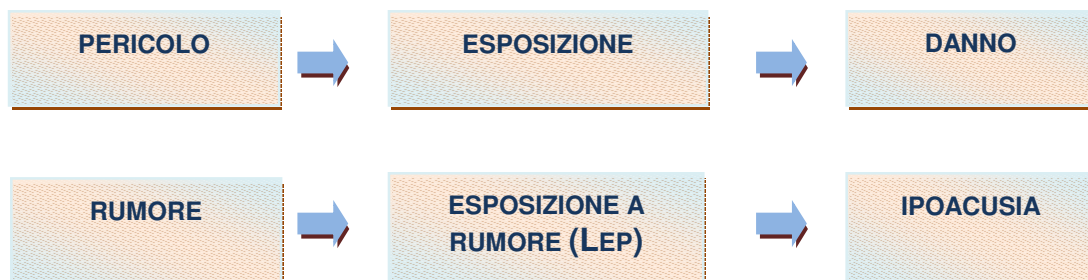 PERICOLO
ESPOSIZIONE
DANNO
RUMORE
ESPOSIZIONE A
RUMORE (LEP)
IPOACUSIA